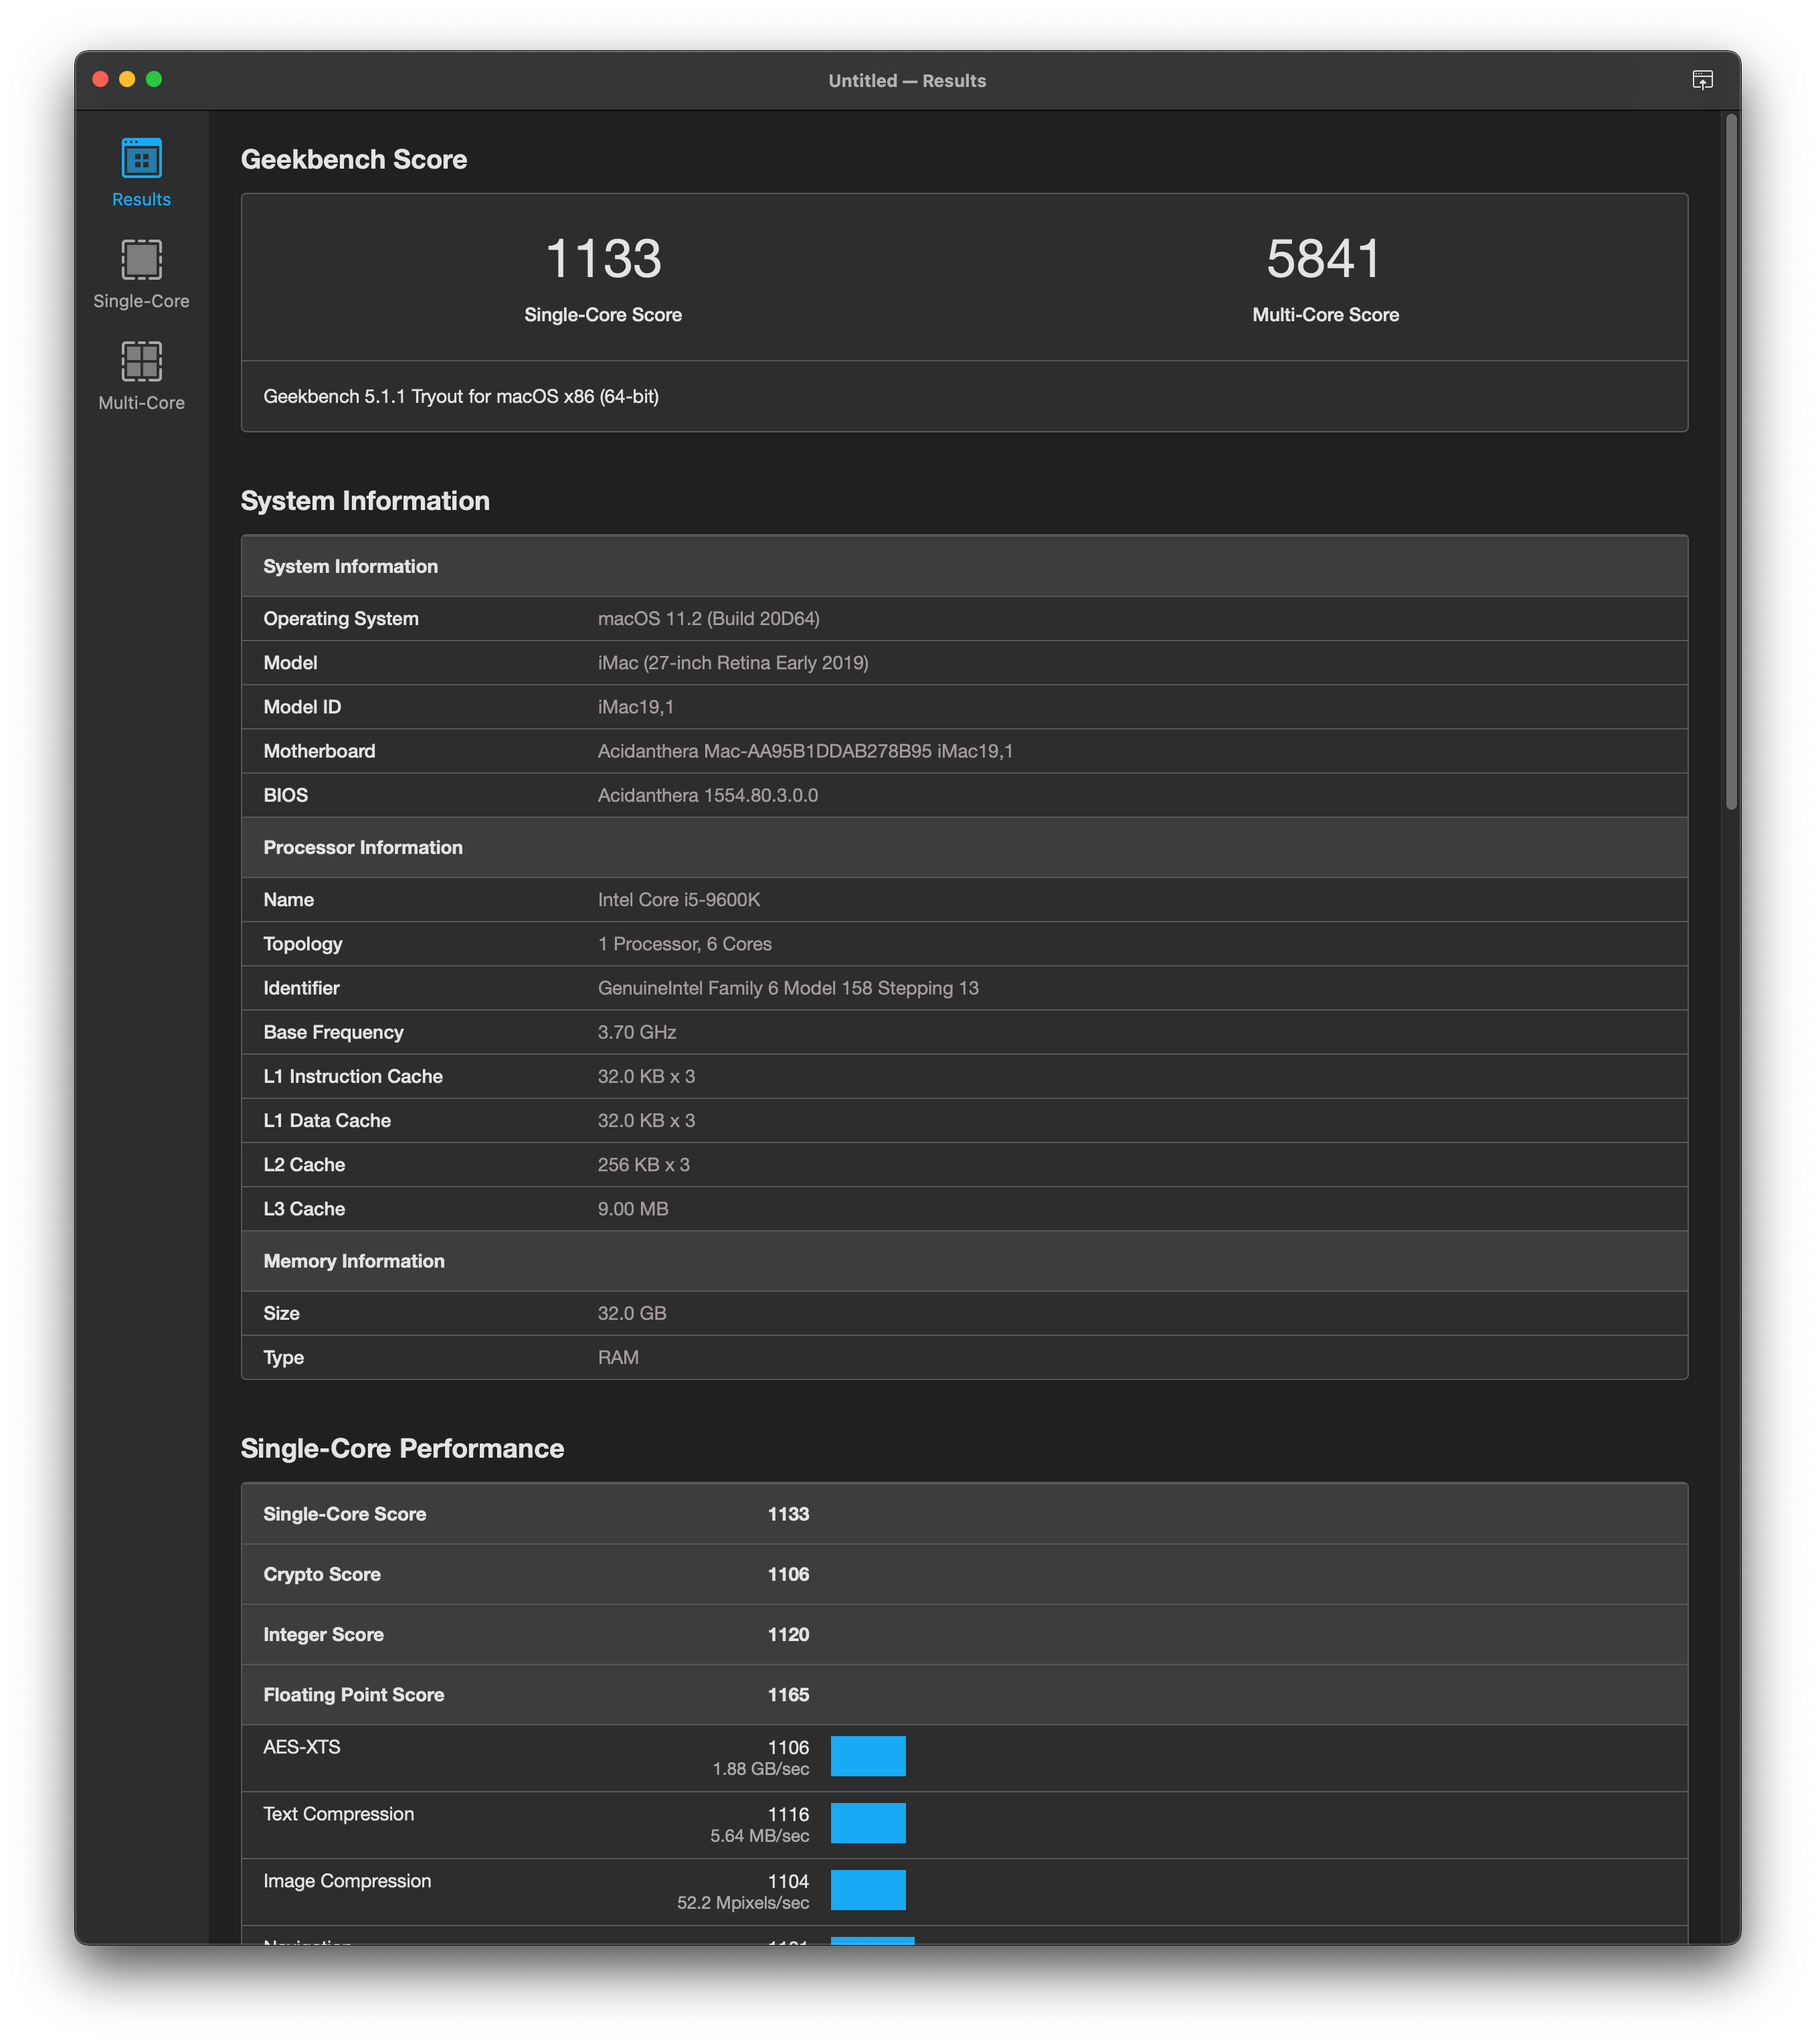 Untitled — Results
Results
Single-Core
Multi-Core
Geekbench Score
1133
5841
Single-Core Score
Multi-Core Score
Geekbench 5.1.1 Tryout for macOS x86 (64-bit)
System Information
System Information
Operating System macOS 11.2 (Build 20D64)
Model iMac (27-inch Retina Early 2019)
Model ID iMac19,1
Motherboard Acidanthera Mac-AA95B1DDAB278B95 iMac19,1
BIOS Acidanthera 1554.80.3.0.0
Processor Information
Name Intel Core i5-9600K
Topology 1 Processor, 6 Cores
Identifier GenuineIntel Family 6 Model 158 Stepping 13
Base Frequency 3.70 GHz
L1 Instruction Cache 32.0 KB x 3
L1 Data Cache 32.0 KB x 3
L2 Cache 256 KB x 3
L3 Cache 9.00 MB
Memory Information
Size 32.0 GB
Type RAM
Single-Core Performance
Single-Core Score 1133
Crypto Score 1106
Integer Score 1120
Floating Point Score 1165
AES-XTS 1106
1.88 GB/sec
Text Compression 1116
5.64 MB/sec
Image Compression 1104
52.2 Mpixels/sec